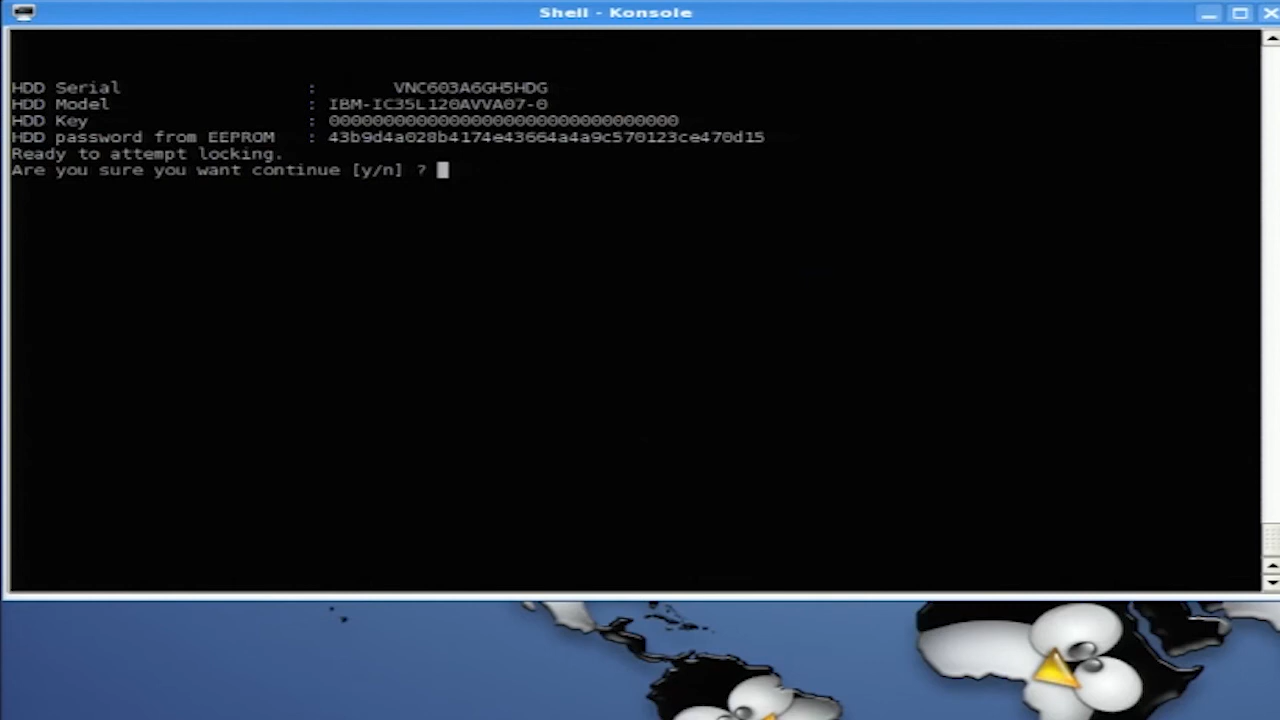 Shell - Konsole
HDD Serial : VNC603A6GH5HDG
HDD Model : IBM-IC35L120AVVA07-0
HDD Key : 00000000000000000000000000000000
HDD password from EEPROM : 43b9d4a028b4174e43664a4a9c570123ce470d15
Ready to attempt locking.
Are you sure you want continue [y/n] ?